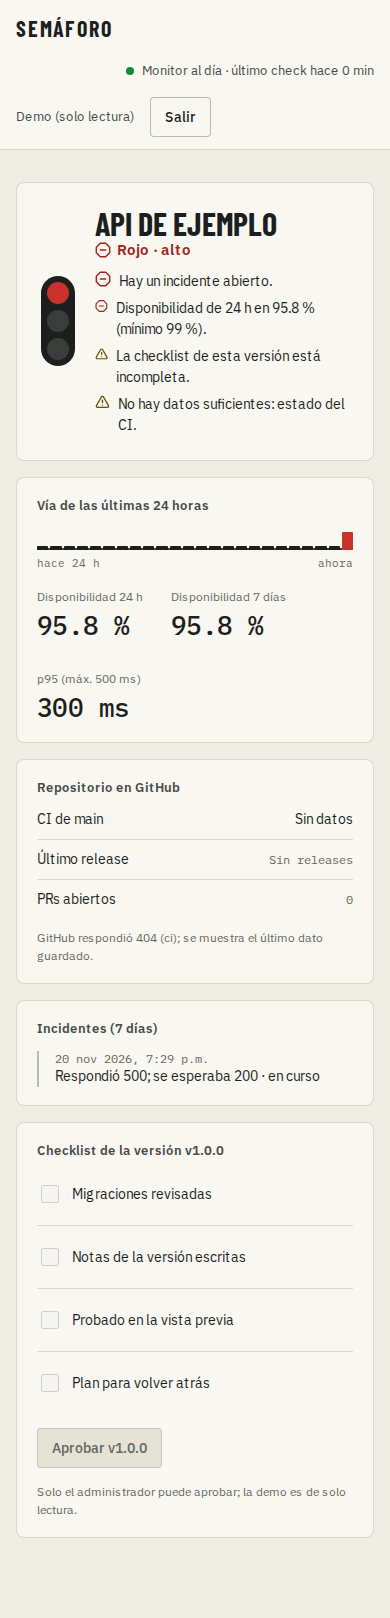 SEMÁFORO
Monitor al día · último check hace 0 min
Demo (solo lectura)
Salir
API DE EJEMPLO
Rojo · alto
Hay un incidente abierto.
Disponibilidad de 24 h en 95.8 %
(mínimo 99 %).
La checklist de esta versión está
incompleta.
No hay datos suficientes: estado del
CI.
Vía de las últimas 24 horas
hace 24 h
ahora
Disponibilidad 24 h
95.8 %
Disponibilidad 7 días
95.8 %
p95 (máx. 500 ms)
300 ms
Repositorio en GitHub
CI de main
Sin datos
Último release
Sin releases
PRs abiertos
0
GitHub respondió 404 (ci); se muestra el último dato
guardado.
Incidentes (7 días)
20 nov 2026, 7:29 p.m.
Respondió 500; se esperaba 200 · en curso
Checklist de la versión v1.0.0
Migraciones revisadas
Notas de la versión escritas
Probado en la vista previa
Plan para volver atrás
Aprobar v1.0.0
Solo el administrador puede aprobar; la demo es de solo
lectura.